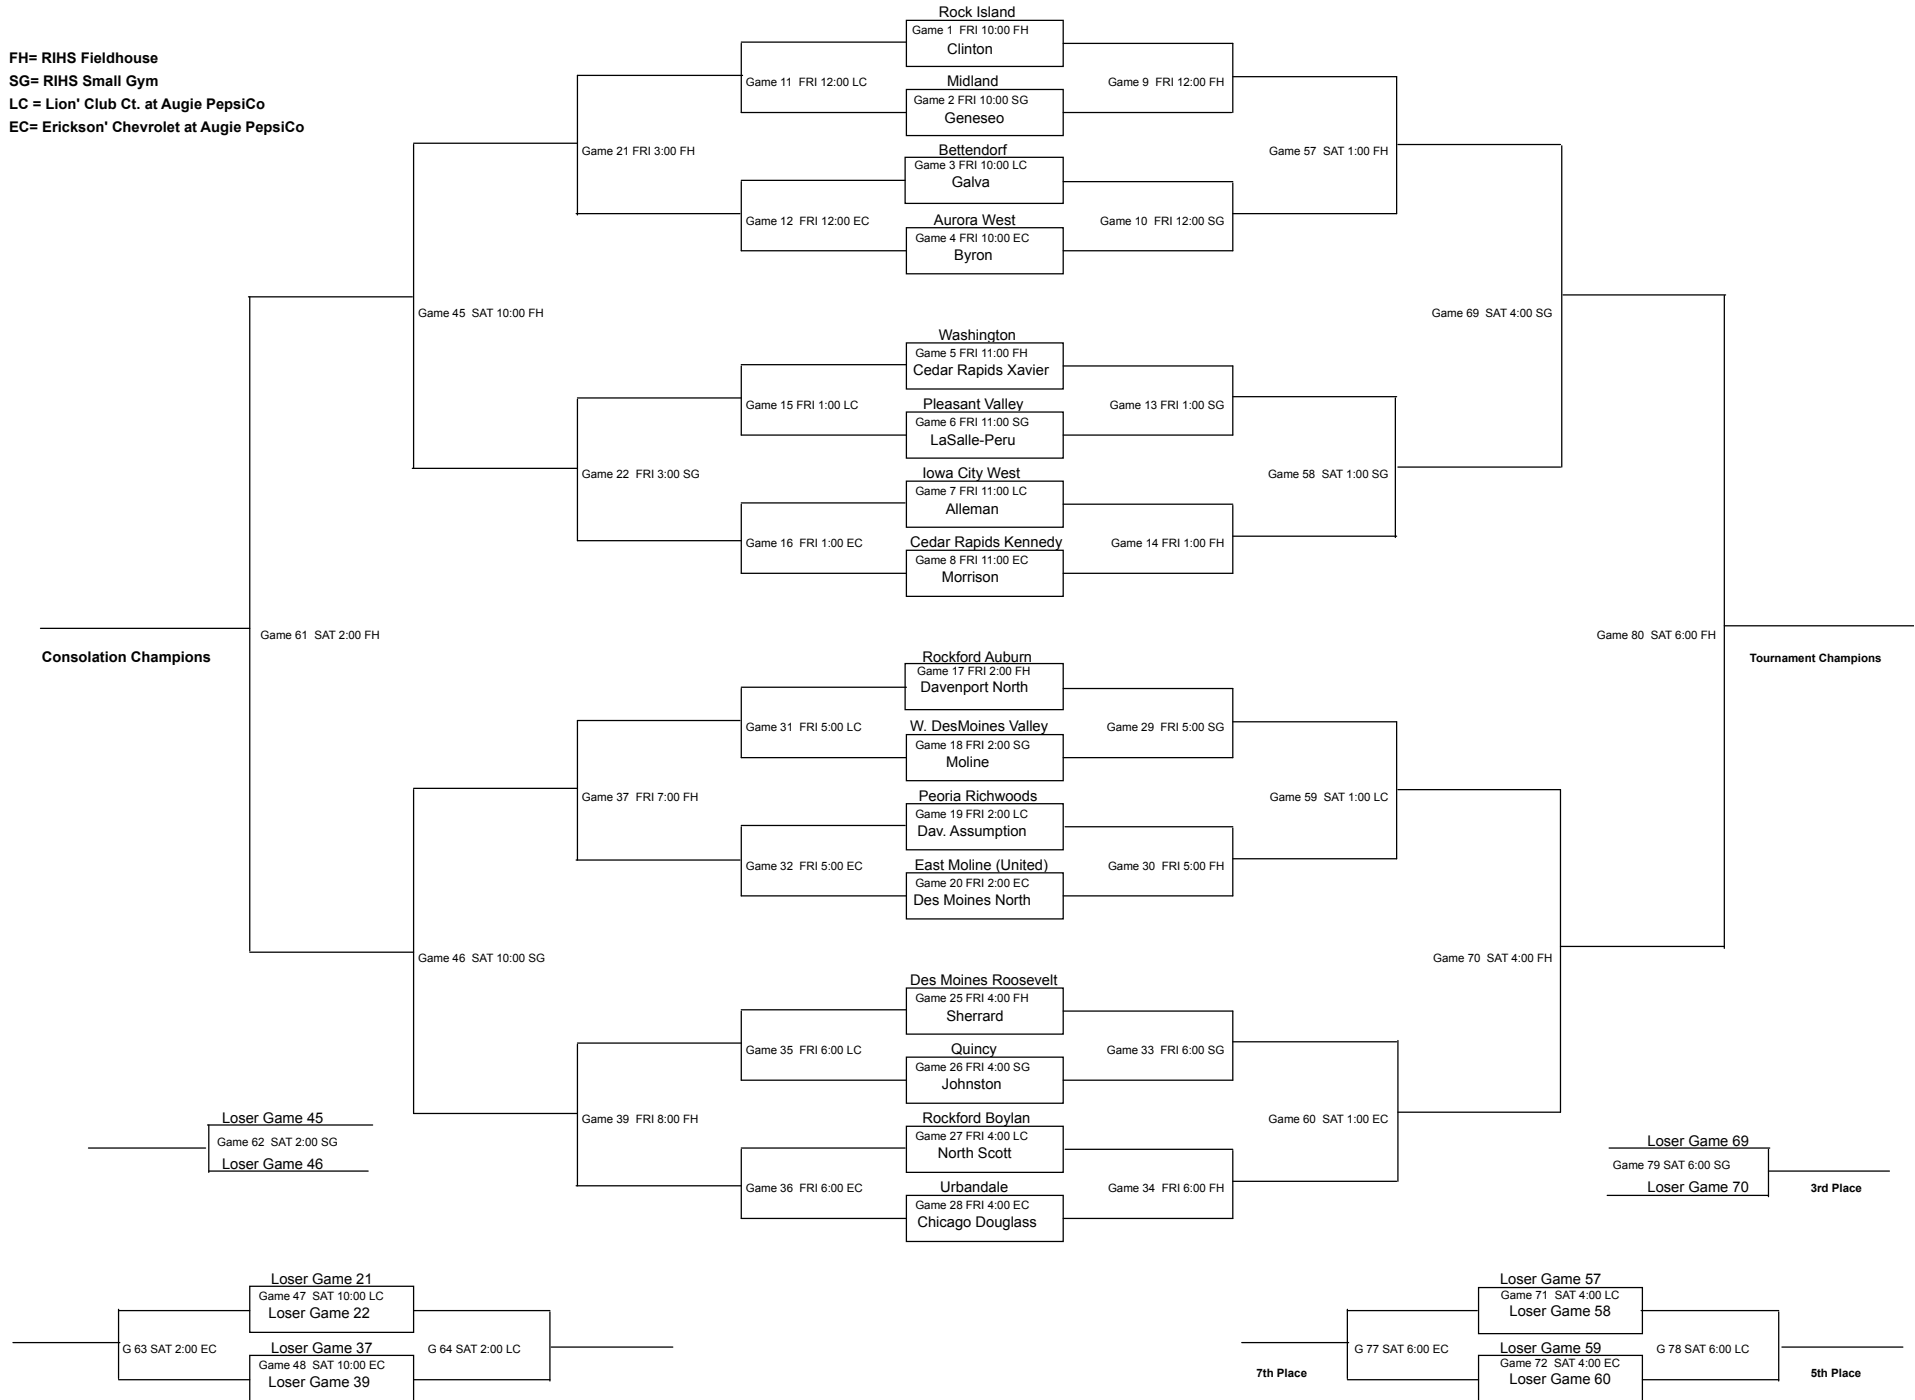 Rock Island
Game 1 FRI 10:00 FH
Clinton
FH= RIHS Fieldhouse
SG= RIHS Small Gym
LC = Lion' Club Ct. at Augie PepsiCo
EC= Erickson' Chevrolet at Augie PepsiCo
Game 11 FRI 12:00 LC
Midland
Game 9 FRI 12:00 FH
Game 2 FRI 10:00 SG
Geneseo
Game 21 FRI 3:00 FH
Bettendorf
Game 57 SAT 1:00 FH
Game 3 FRI 10:00 LC
Galva
Game 12 FRI 12:00 EC
Aurora West
Game 10 FRI 12:00 SG
Game 4 FRI 10:00 EC
Byron
Game 45 SAT 10:00 FH
Game 69 SAT 4:00 SG
Washington
Game 5 FRI 11:00 FH
Cedar Rapids Xavier
Game 15 FRI 1:00 LC
Pleasant Valley
Game 13 FRI 1:00 SG
Game 6 FRI 11:00 SG
LaSalle-Peru
Game 22 FRI 3:00 SG
Iowa City West
Game 58 SAT 1:00 SG
Game 7 FRI 11:00 LC
Alleman
Game 16 FRI 1:00 EC
Cedar Rapids Kennedy
Game 14 FRI 1:00 FH
Game 8 FRI 11:00 EC
Morrison
Game 61 SAT 2:00 FH
Game 80 SAT 6:00 FH
Consolation Champions
Tournament Champions
Rockford Auburn
Game 17 FRI 2:00 FH
Davenport North
Game 31 FRI 5:00 LC
W. DesMoines Valley
Game 29 FRI 5:00 SG
Game 18 FRI 2:00 SG
Moline
Game 37 FRI 7:00 FH
Peoria Richwoods
Game 59 SAT 1:00 LC
Game 19 FRI 2:00 LC
Dav. Assumption
Game 32 FRI 5:00 EC
East Moline (United)
Game 30 FRI 5:00 FH
Game 20 FRI 2:00 EC
Des Moines North
Game 46 SAT 10:00 SG
Game 70 SAT 4:00 FH
Des Moines Roosevelt
Game 25 FRI 4:00 FH
Sherrard
Game 35 FRI 6:00 LC
Quincy
Game 33 FRI 6:00 SG
Game 26 FRI 4:00 SG
Johnston
Game 39 FRI 8:00 FH
Rockford Boylan
Game 60 SAT 1:00 EC
Game 27 FRI 4:00 LC
North Scott
Game 36 FRI 6:00 EC
Urbandale
Game 34 FRI 6:00 FH
Game 28 FRI 4:00 EC
Chicago Douglass
Loser Game 45
Game 62 SAT 2:00 SG
Loser Game 46
Loser Game 69
Game 79 SAT 6:00 SG
Loser Game 70
3rd Place
Loser Game 21
Game 47 SAT 10:00 LC
Loser Game 22
G 63 SAT 2:00 EC
Loser Game 37
G 64 SAT 2:00 LC
Game 48 SAT 10:00 EC
Loser Game 39
Loser Game 57
Game 71 SAT 4:00 LC
Loser Game 58
G 77 SAT 6:00 EC
Loser Game 59
G 78 SAT 6:00 LC
7th Place
Game 72 SAT 4:00 EC
Loser Game 60
5th Place